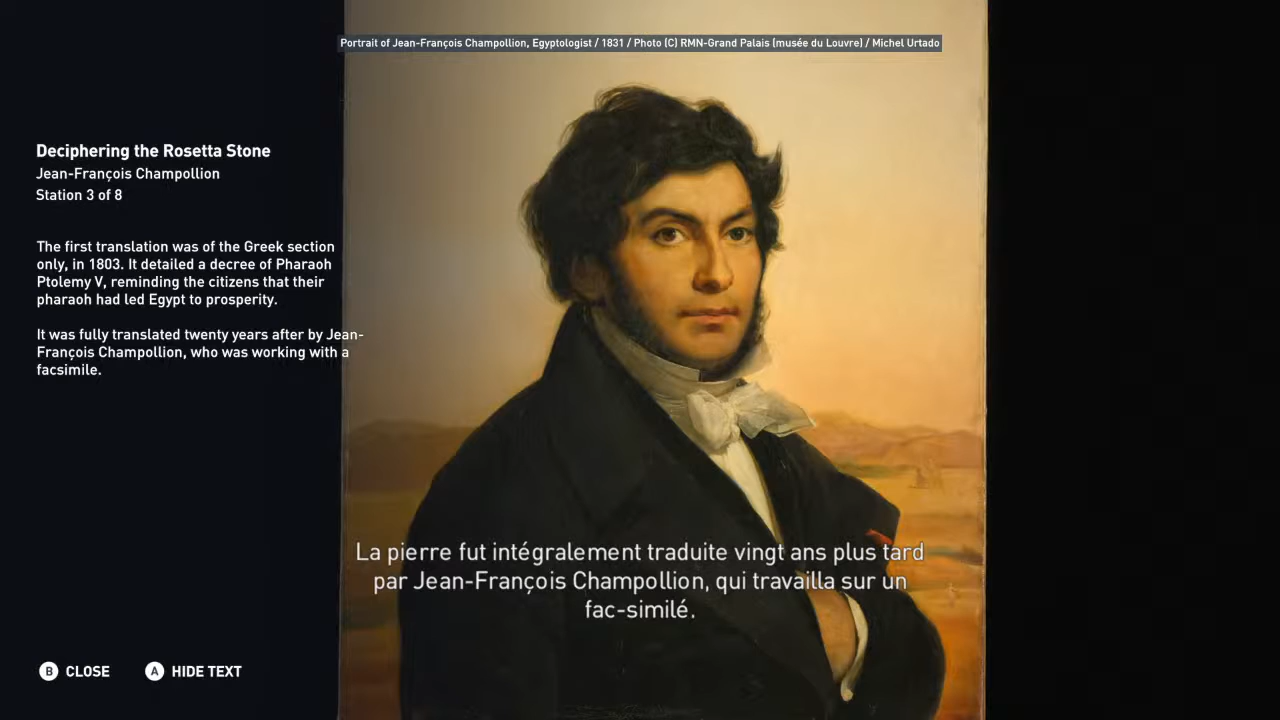 Portrait of Jean-François Champollion, Egyptologist / 1831 / Photo (C) RMN-Grand Palais (musée du Louvre) / Michel Urtado
Deciphering the Rosetta Stone
Jean-François Champollion
Station 3 of 8
The first translation was of the Greek section
only, in 1803. It detailed a decree of Pharaoh
Ptolemy V, reminding the citizens that their
pharaoh had led Egypt to prosperity.
It was fully translated twenty years after by Jean-
François Champollion, who was working with a
facsimile.
La pierre fut intégralement traduite vingt ans plus tard
par Jean-François Champollion, qui travailla sur un
fac-similé.
B CLOSE A HIDE TEXT